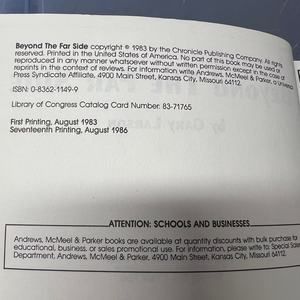 Beyond The Far Side copyright © 1983 by the Chronicle Publishing Company. All rights
reserved. Printed in the United States of America. No part of this book may be used or
reproduced in any manner whatsoever without written permission except in the case of
reprints in the context of reviews. For information write Andrews, McMeel & Parker, a Universal
Press Syndicate Affiliate, 4900 Main Street, Kansas City, Missouri 64112.
ISBN: 0-8362-1149-9
Library of Congress Catalog Card Number: 83-71765
First Printing, August 1983
Seventeenth Printing, August 1986
ATTENTION: SCHOOLS AND BUSINESSES
Andrews, McMeel & Parker books are available at quantity discounts with bulk purchase for
educational, business, or sales promotional use. For information, please write to: Special Sales
Department, Andrews, McMeel & Parker, 4900 Main Street, Kansas City, Missouri 64112.